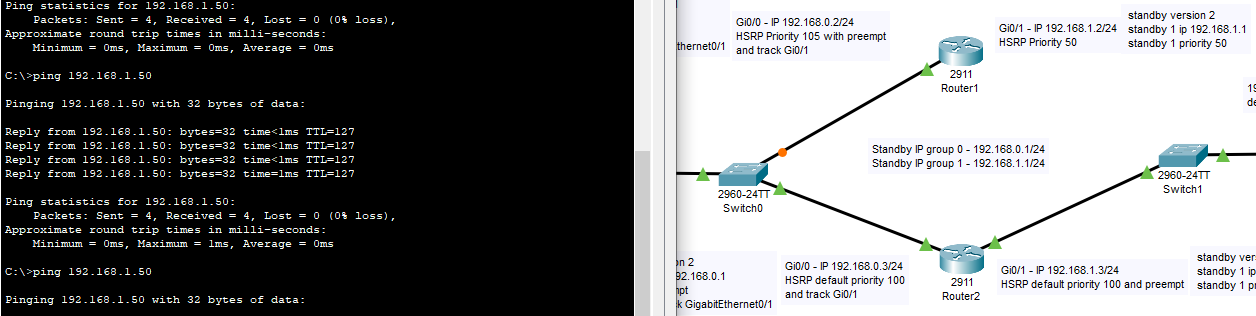 Ping statistics for 192.168.1.50:
Packets: Sent = 4, Received = 4, Lost = 0 (0% loss),
Approximate round trip times in milli-seconds:
Minimum = 0ms, Maximum = 0ms, Average = 0ms
C:\>ping 192.168.1.50
Pinging 192.168.1.50 with 32 bytes of data:
Reply from 192.168.1.50: bytes=32 time<1ms TTL=127
Reply from 192.168.1.50: bytes=32 time<1ms TTL=127
Reply from 192.168.1.50: bytes=32 time<1ms TTL=127
Reply from 192.168.1.50: bytes=32 time=1ms TTL=127
Ping statistics for 192.168.1.50:
Packets: Sent = 4, Received = 4, Lost = 0 (0% loss),
Approximate round trip times in milli-seconds:
Minimum = 0ms, Maximum = 1ms, Average = 0ms
C:\>ping 192.168.1.50
Pinging 192.168.1.50 with 32 bytes of data:
thernet0/1
Gi0/0 - IP 192.168.0.2/24
HSRP Priority 105 with preempt
and track Gi0/1
2911
Router1
Gi0/1 - IP 192.168.1.2/24
HSRP Priority 50
standby version 2
standby 1 ip 192.168.1.1
standby 1 priority 50
19
de
Standby IP group 0 - 192.168.0.1/24
Standby IP group 1 - 192.168.1.1/24
2960-24TT
Switch0
2960-24TT
Switch1
on 2
92.168.0.1
mpt
k GigabitEthernet0/1
Gi0/0 - IP 192.168.0.3/24
HSRP default priority 100
and track Gi0/1
2911
Router2
Gi0/1 - IP 192.168.1.3/24
HSRP default priority 100 and preempt
standby ver
standby 1 ip
standby 1 p